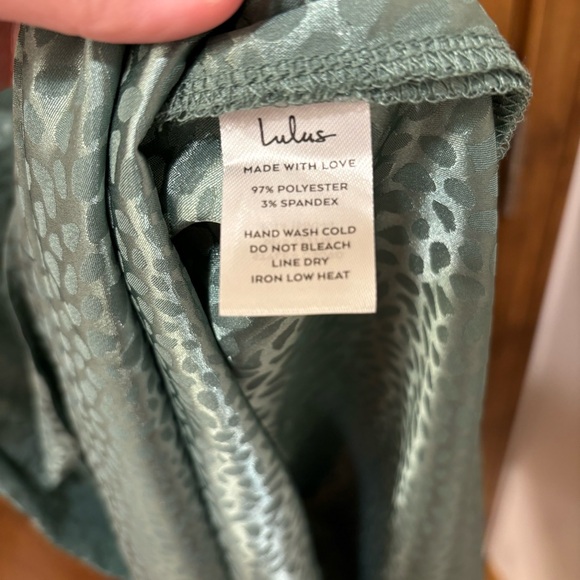 Lulus
MADE WITH LOVE
97% POLYESTER
3% SPANDEX
HAND WASH COLD
DO NOT BLEACH
LINE DRY
IRON LOW HEAT